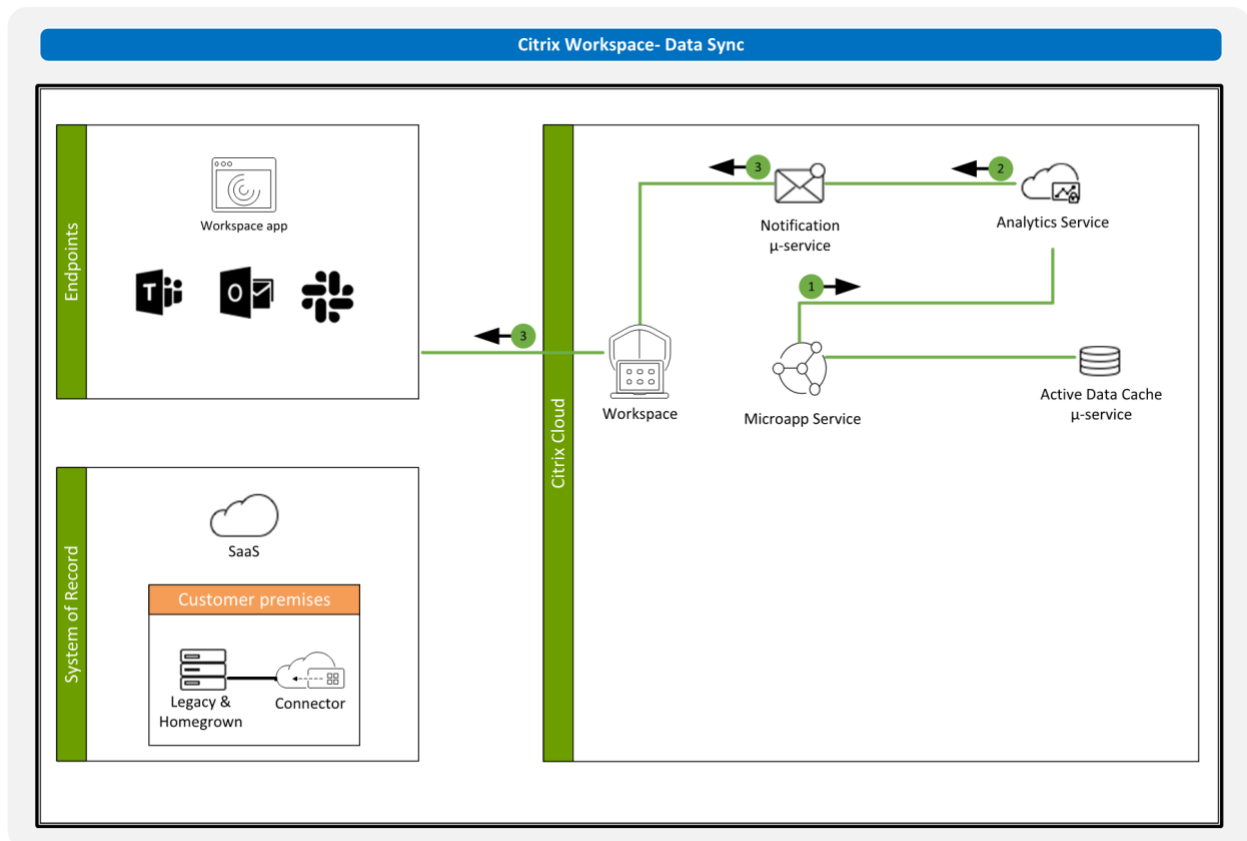 Citrix Workspace- Data Sync
Endpoints
Workspace app
T
O
System of Record
SaaS
Customer premises
Legacy &
Homegrown
Connector
Citrix Cloud
3
Notification
μ-service
2
Analytics Service
1
3
Workspace
Microapp Service
Active Data Cache
μ-service